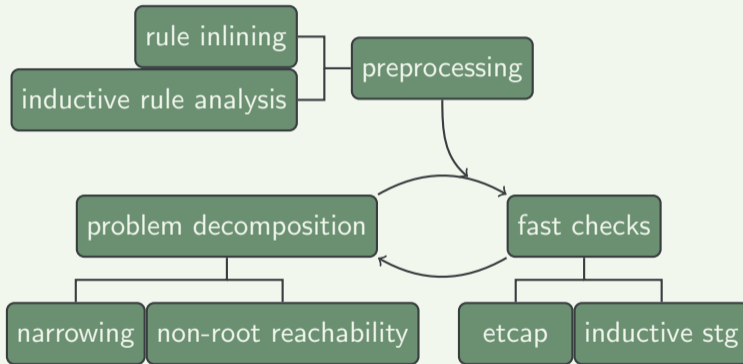 rule inlining
preprocessing
inductive rule analysis
problem decomposition
fast checks
narrowing
non-root reachability
etcap
inductive stg